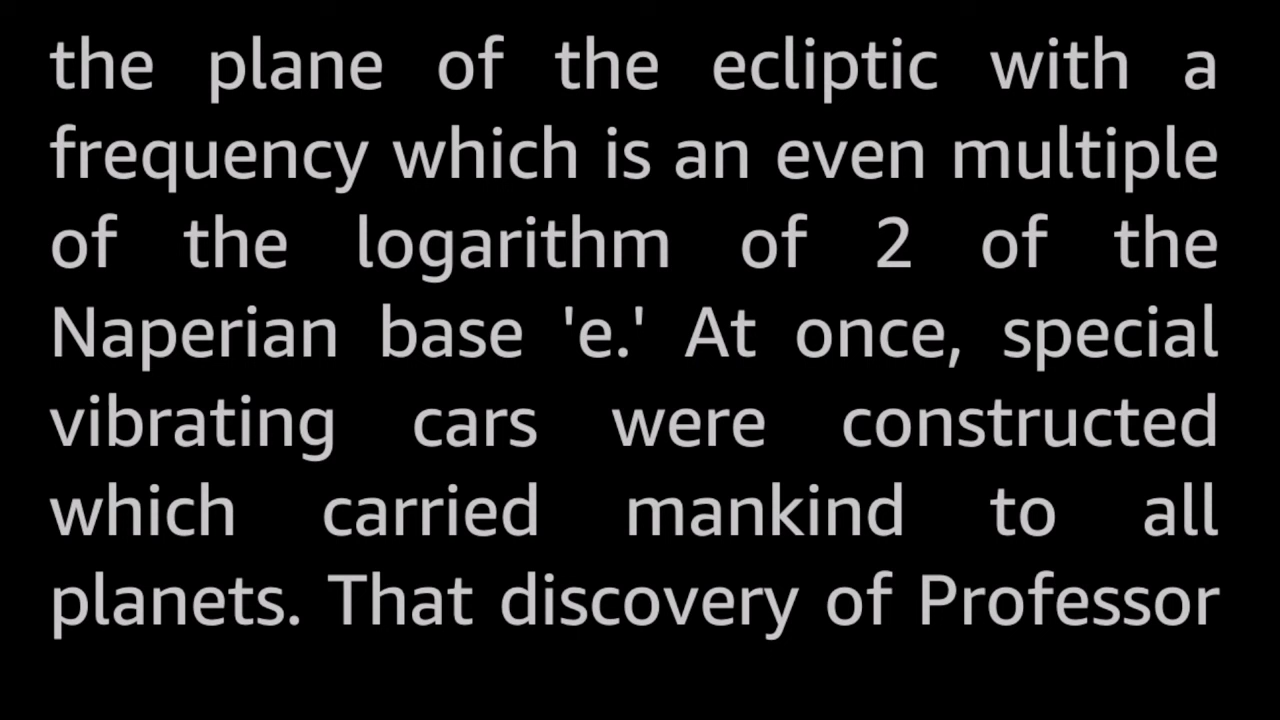 the plane of the ecliptic with a
frequency which is an even multiple
of the logarithm of 2 of the
Naperian base 'e.' At once, special
vibrating cars were constructed
which carried mankind to all
planets. That discovery of Professor